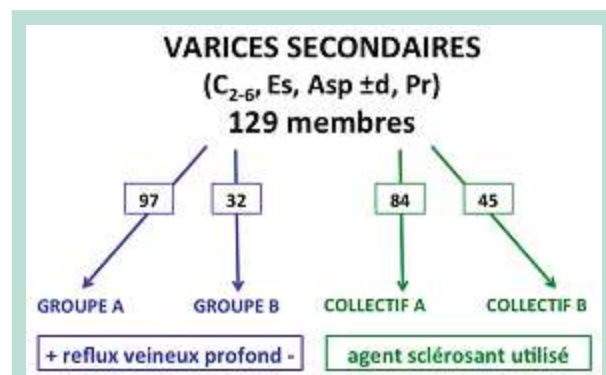 VARICES SECONDAIRES
(C2-6, Es, Asp ±d, Pr)
129 membres
97 32 84 45
GROUPE A GROUPE B COLLECTIF A COLLECTIF B
+ reflux veineux profond - agent sclérosant utilisé